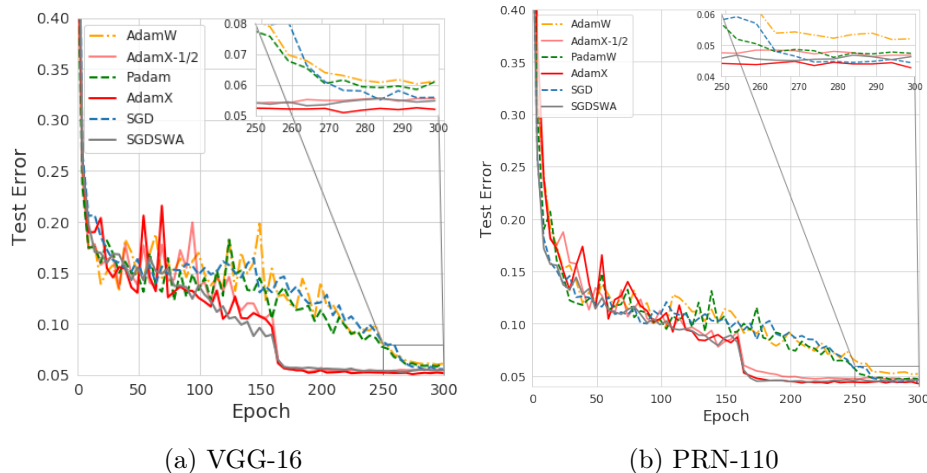 0.40
0.35
0.30
0.25
0.20
0.15
0.10
0.05
Test Error
AdamW
AdamX-1/2
Padam
AdamX
SGD
SGDSWA
0.08
0.07
0.06
0.05
250 260 270 280 290 300
0 50 100 150 200 250 300
Epoch
(a) VGG-16
0.40
0.35
0.30
0.25
0.20
0.15
0.10
0.05
Test Error
AdamW
AdamX-1/2
PadamW
AdamX
SGD
SGDSWA
0.06
0.05
0.04
250 260 270 280 290 300
0 50 100 150 200 250 300
Epoch
(b) PRN-110